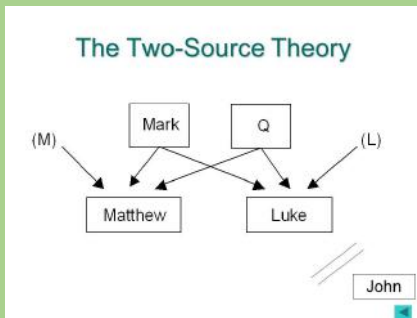 The Two-Source Theory
Mark
Q
(M)
(L)
Matthew
Luke
John